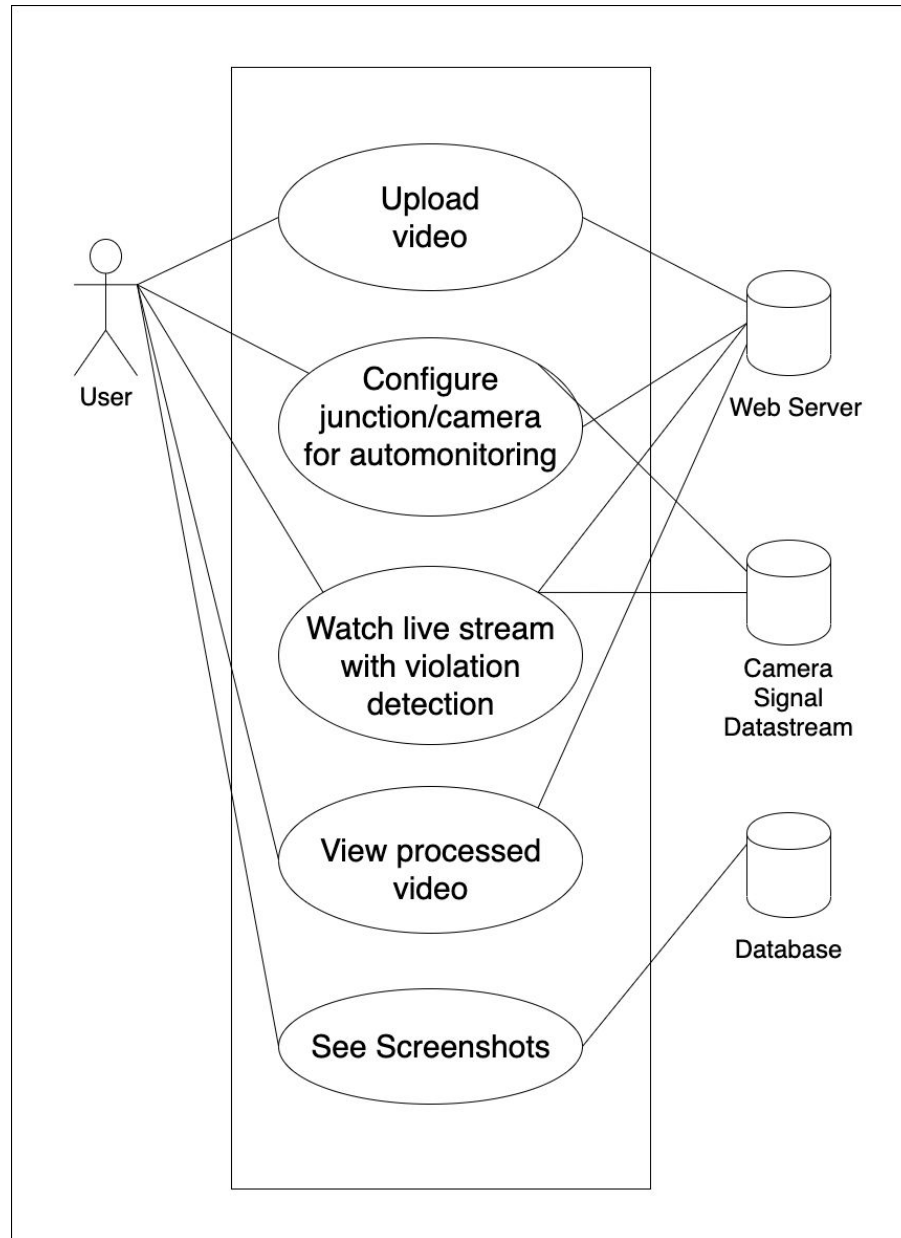 Upload
video
User
Configure
junction/camera
for automonitoring
Web Server
Watch live stream
with violation
detection
Camera
Signal
Datastream
View processed
video
Database
See Screenshots